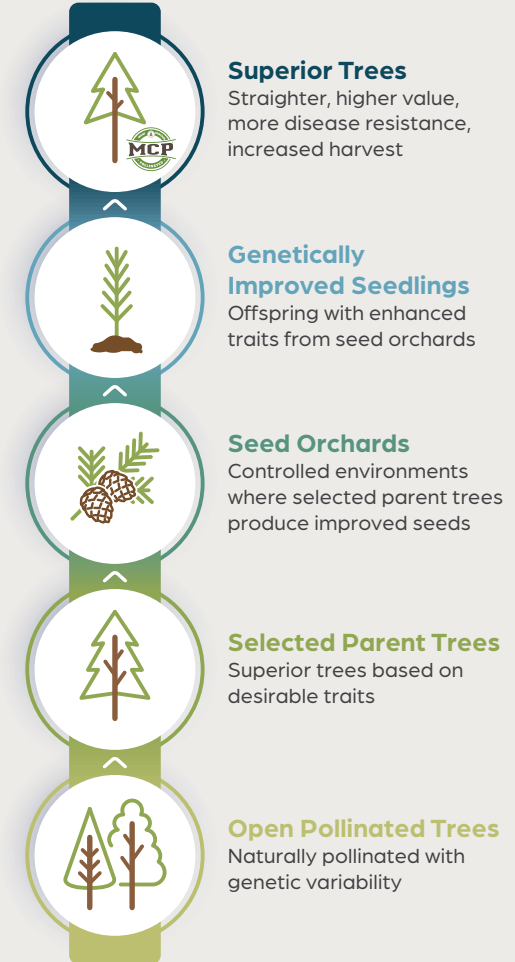 Superior Trees
Straighter, higher value,
more disease resistance,
increased harvest
MCP
Genetically
Improved Seedlings
Offspring with enhanced
traits from seed orchards
Seed Orchards
Controlled environments
where selected parent trees
produce improved seeds
Selected Parent Trees
Superior trees based on
desirable traits
Open Pollinated Trees
Naturally pollinated with
genetic variability